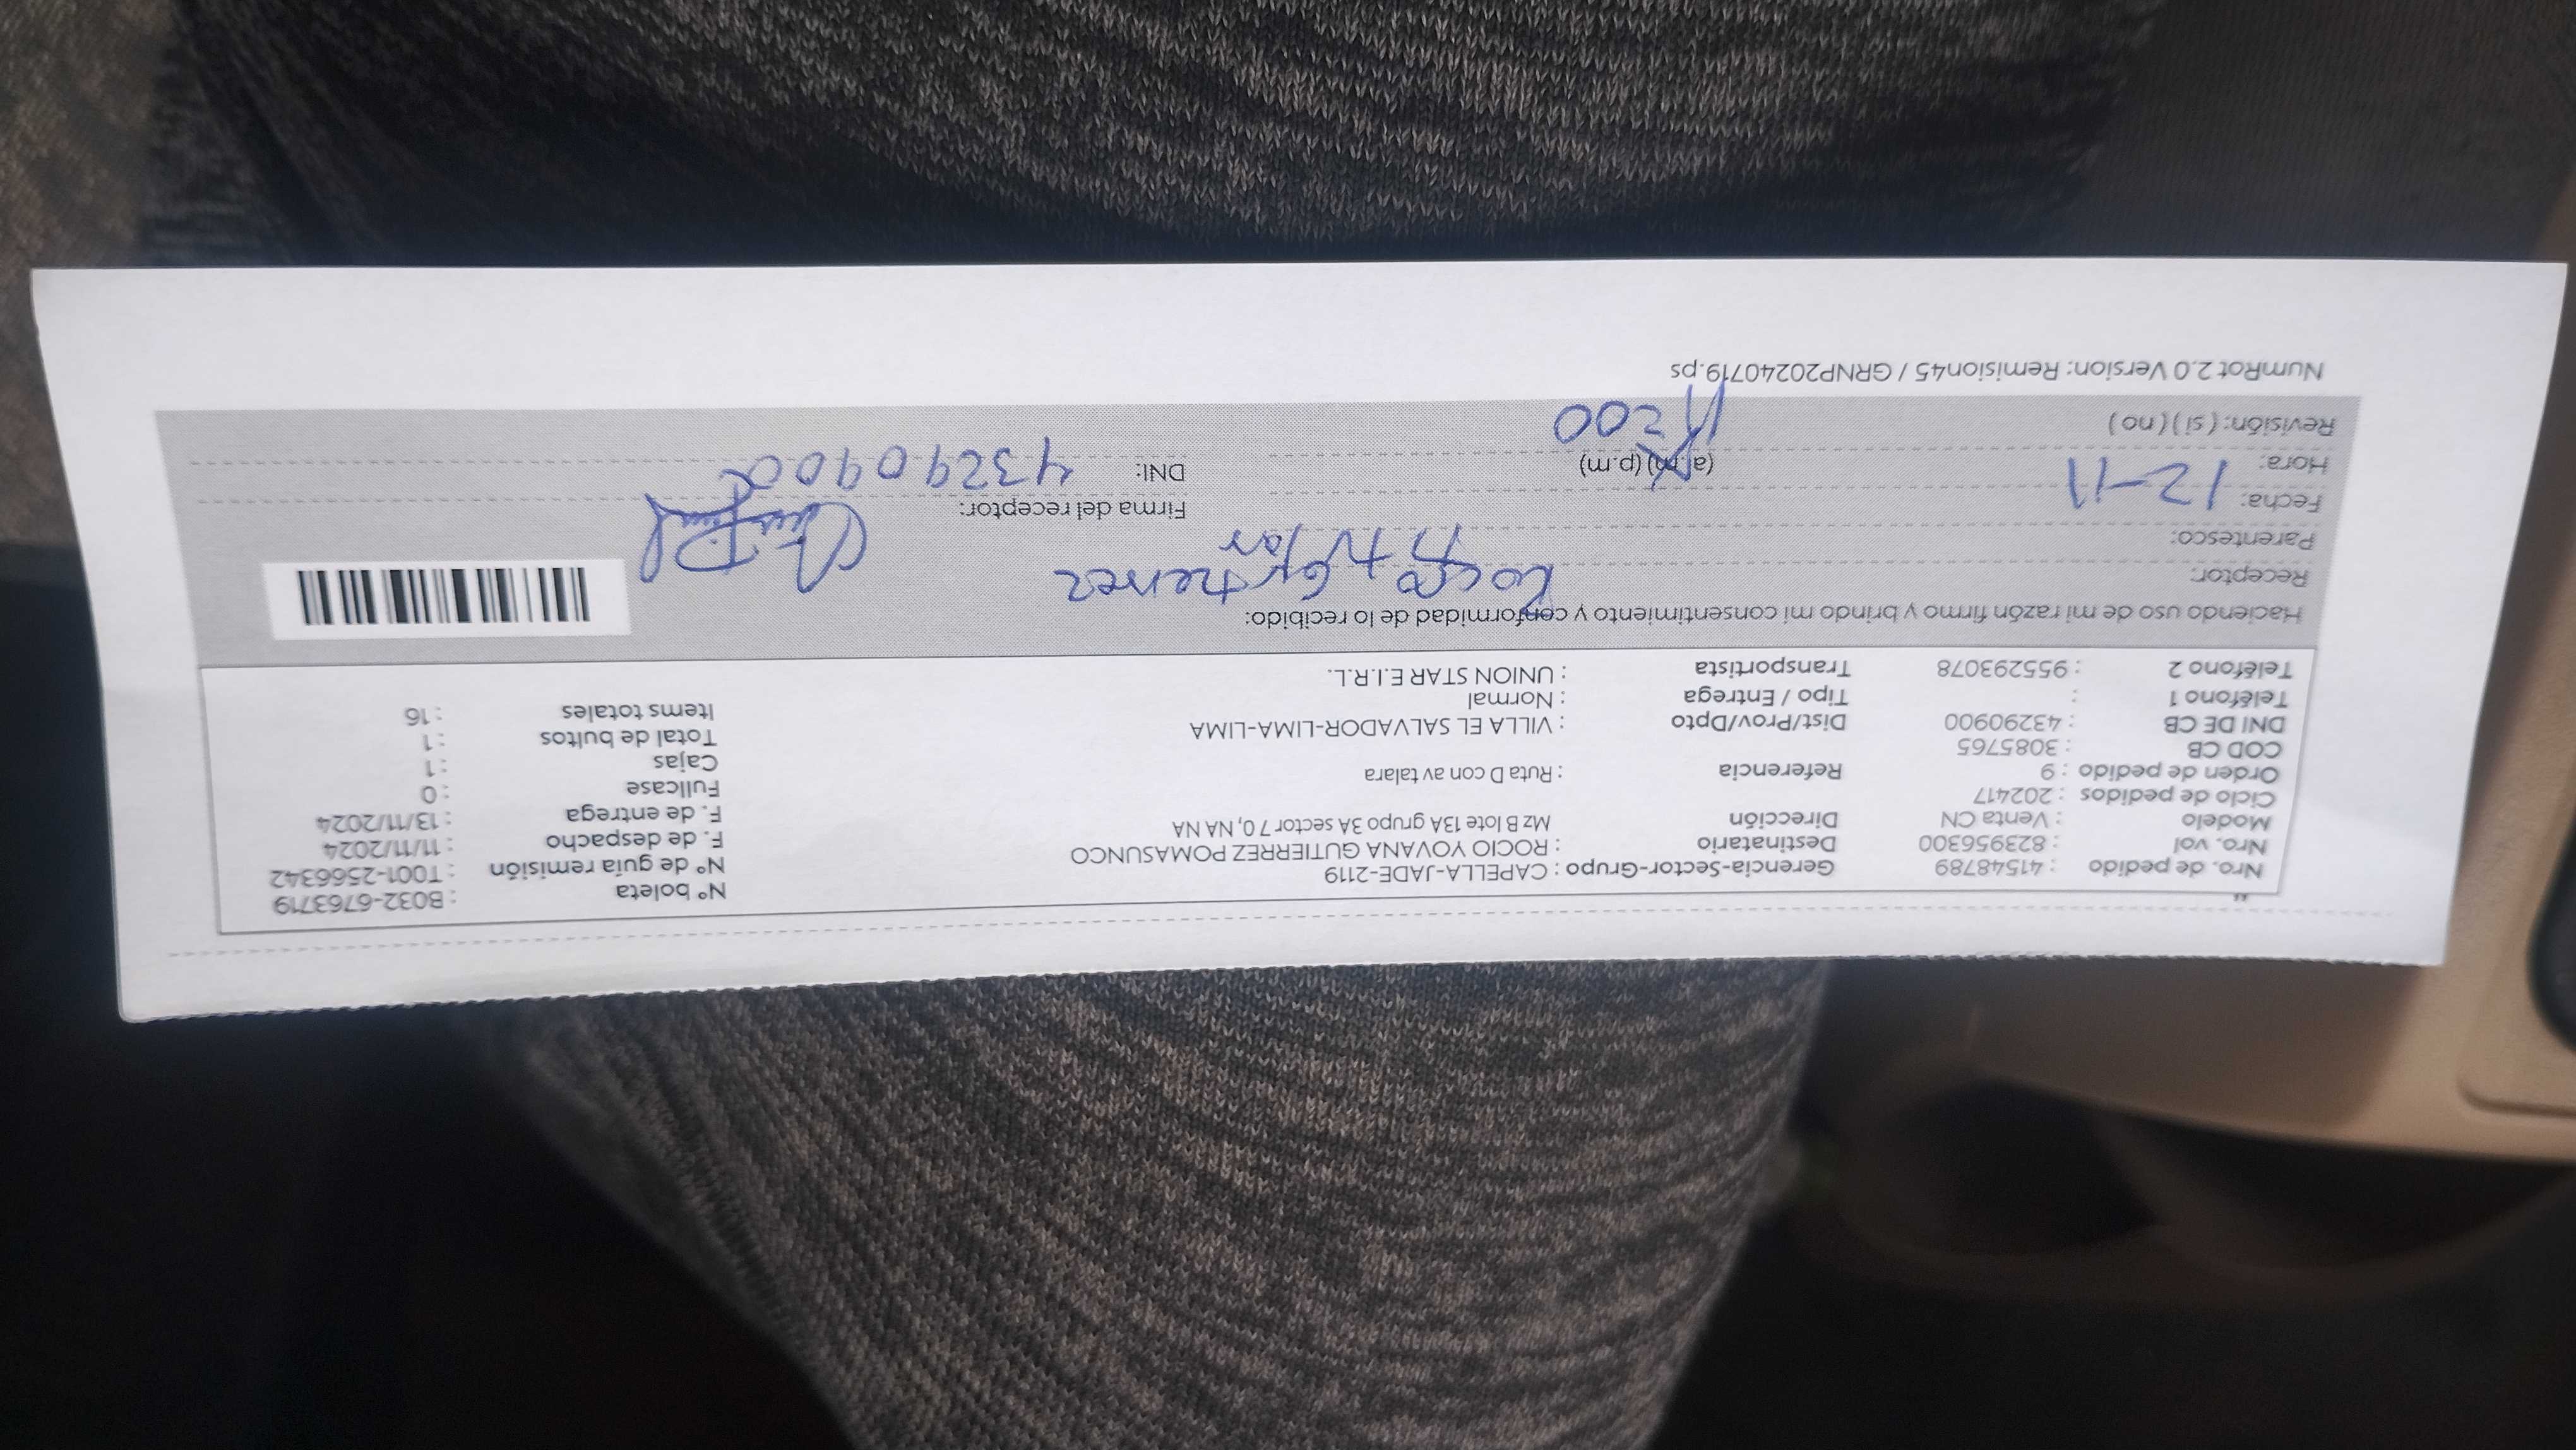 Nro. de pedido : 41548789 Gerencia-Sector-Grupo : CAPELLA-JADE-2119 N° boleta : B032-6763719
Nro. vol : 823956300 Destinatario : ROCIO YOVANA GUTIERREZ POMASUNCO N° de guía remisión : T001-2566342
Modelo : Venta CN Dirección Mz B lote 13A grupo 3A sector 7 0, NA NA F. de despacho : 11/11/2024
Ciclo de pedidos : 202417 F. de entrega : 13/11/2024
Orden de pedido : 9 Referencia : Ruta D con av talara Fullcase : 0
COD CB : 3085765 Cajas : 1
DNI DE CB : 43290900 Dist/Prov/Dpto : VILLA EL SALVADOR-LIMA-LIMA Total de bultos : 1
Teléfono 1 : Tipo / Entrega : Normal Items totales : 16
Teléfono 2 : 955293078 Transportista : UNION STAR E.I.R.L.
Haciendo uso de mi razón firmo y brindo mi consentimiento y conformidad de lo recibido:
Receptor: Gutierrez
Parentesco: titular
Fecha: 12-11 Firma del receptor:
Hora: (a.m) (p.m) DNI: 43290900
Revisión: ( si ) ( no ) 200
NumRot 2.0 Version: Remision45 / GRNP20240719.ps